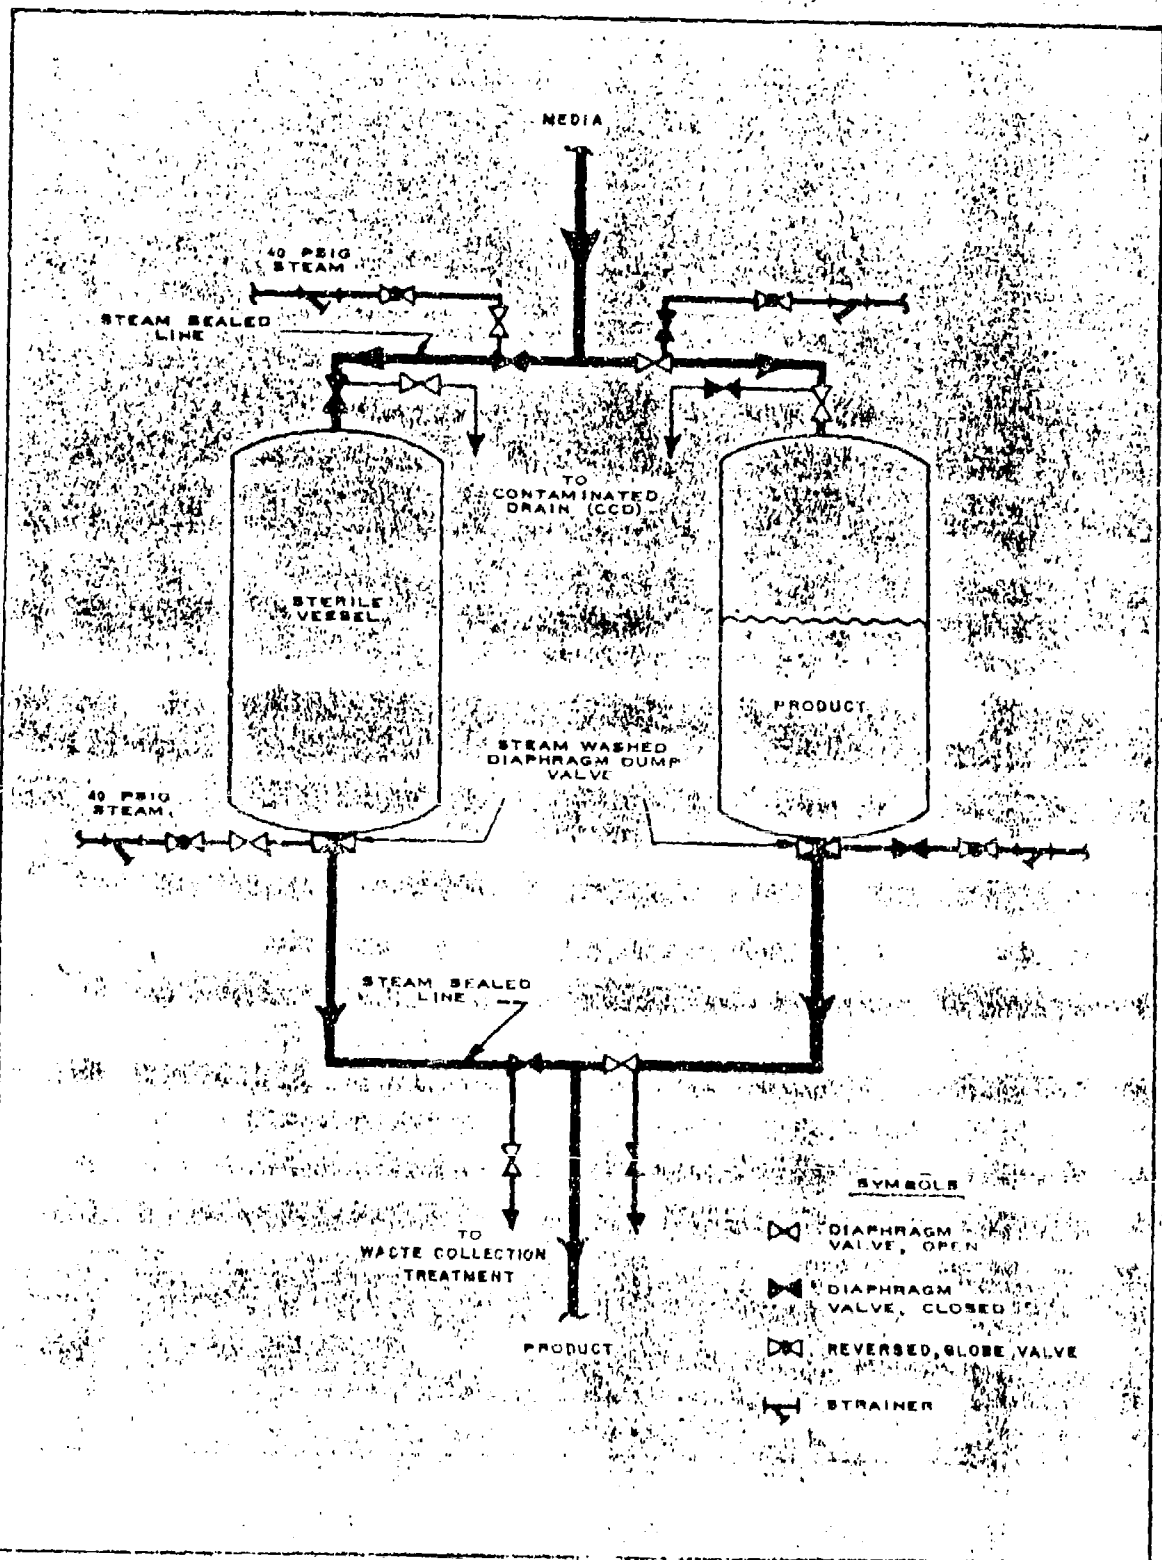 MEDIA
40 PSIG
STEAM
STEAM SEALED
LINE
TO
CONTAMINATED
DRAIN (CCD)
STERILE
VESSEL
PRODUCT
STEAM WASHED
DIAPHRAGM DUMP
VALVE
40 PSIG
STEAM
STEAM SEALED
LINE
TO
WASTE COLLECTION
TREATMENT
PRODUCT
SYMBOLS
DIAPHRAGM
VALVE, OPEN
DIAPHRAGM
VALVE, CLOSED
REVERSED, GLOBE VALVE
STRAINER